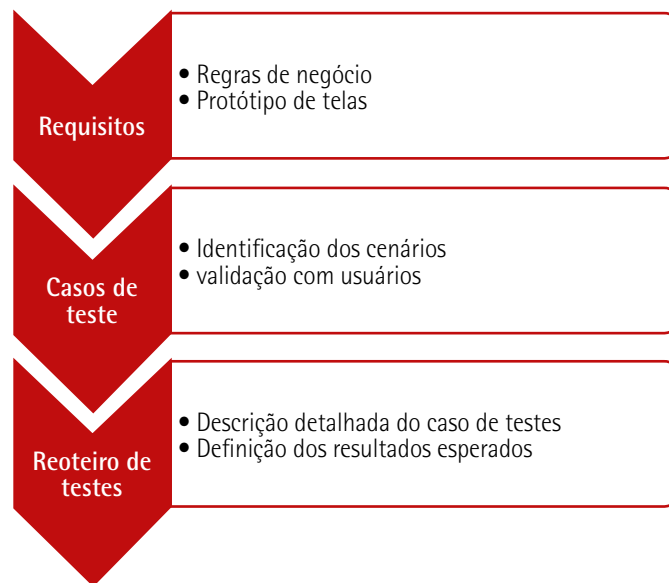 Requisitos
• Regras de negócio
• Protótipo de telas
Casos de
teste
• Identificação dos cenários
• validação com usuários
Reoteiro de
testes
• Descrição detalhada do caso de testes
• Definição dos resultados esperados